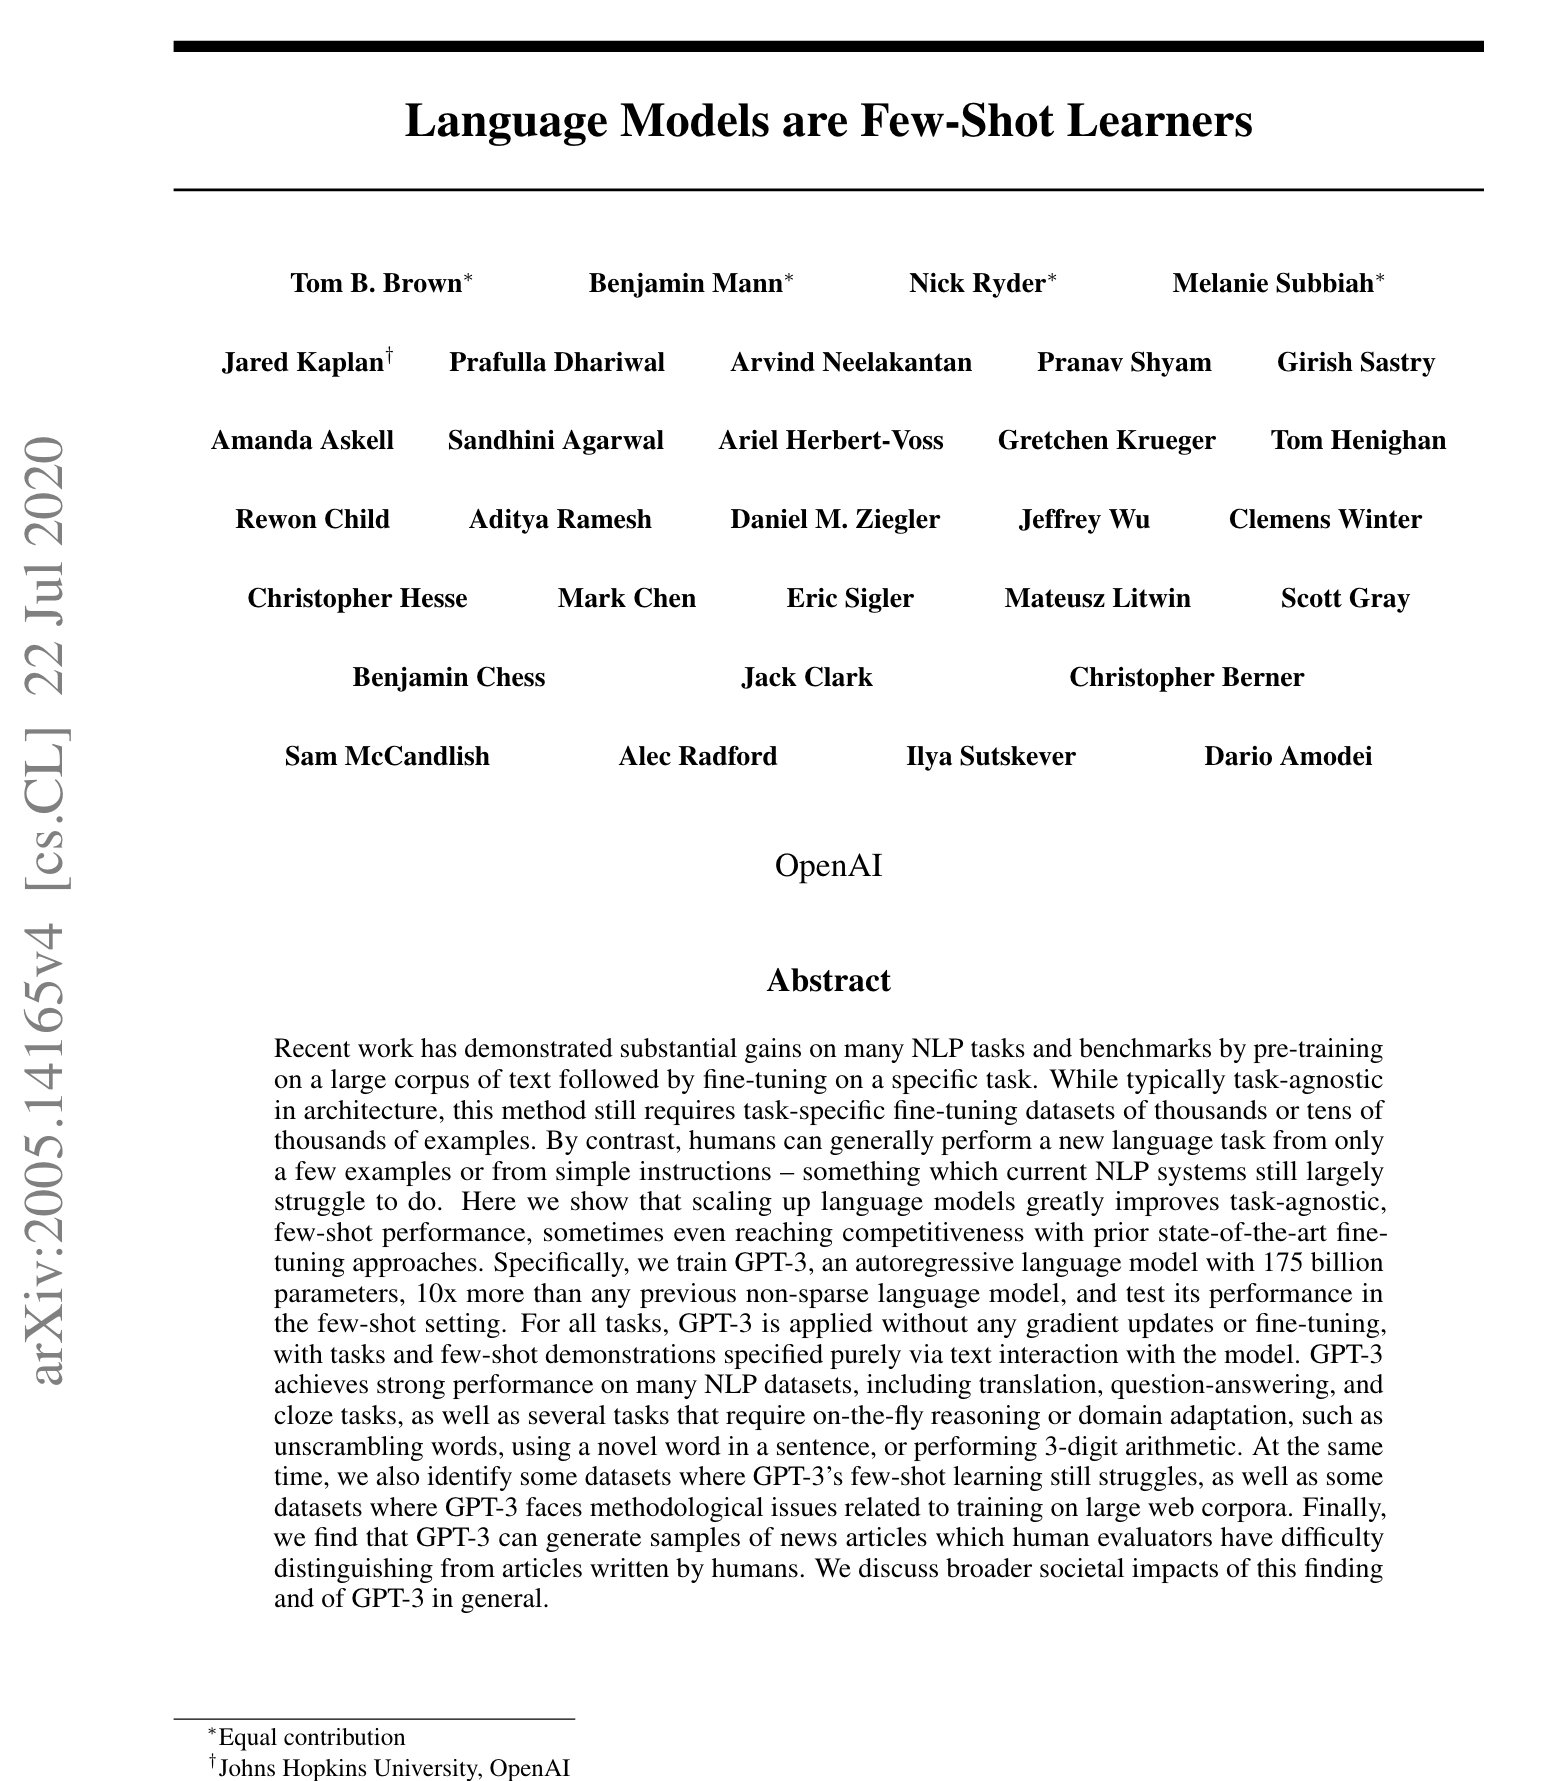 Language Models are Few-Shot Learners
Tom B. Brown∗ Benjamin Mann∗ Nick Ryder∗ Melanie Subbiah∗
Jared Kaplan† Prafulla Dhariwal Arvind Neelakantan Pranav Shyam Girish Sastry
Amanda Askell Sandhini Agarwal Ariel Herbert-Voss Gretchen Krueger Tom Henighan
Rewon Child Aditya Ramesh Daniel M. Ziegler Jeffrey Wu Clemens Winter
Christopher Hesse Mark Chen Eric Sigler Mateusz Litwin Scott Gray
Benjamin Chess Jack Clark Christopher Berner
Sam McCandlish Alec Radford Ilya Sutskever Dario Amodei
OpenAI
Abstract
Recent work has demonstrated substantial gains on many NLP tasks and benchmarks by pre-training
on a large corpus of text followed by fine-tuning on a specific task. While typically task-agnostic
in architecture, this method still requires task-specific fine-tuning datasets of thousands or tens of
thousands of examples. By contrast, humans can generally perform a new language task from only
a few examples or from simple instructions – something which current NLP systems still largely
struggle to do. Here we show that scaling up language models greatly improves task-agnostic,
few-shot performance, sometimes even reaching competitiveness with prior state-of-the-art fine-
tuning approaches. Specifically, we train GPT-3, an autoregressive language model with 175 billion
parameters, 10x more than any previous non-sparse language model, and test its performance in
the few-shot setting. For all tasks, GPT-3 is applied without any gradient updates or fine-tuning,
with tasks and few-shot demonstrations specified purely via text interaction with the model. GPT-3
achieves strong performance on many NLP datasets, including translation, question-answering, and
cloze tasks, as well as several tasks that require on-the-fly reasoning or domain adaptation, such as
unscrambling words, using a novel word in a sentence, or performing 3-digit arithmetic. At the same
time, we also identify some datasets where GPT-3’s few-shot learning still struggles, as well as some
datasets where GPT-3 faces methodological issues related to training on large web corpora. Finally,
we find that GPT-3 can generate samples of news articles which human evaluators have difficulty
distinguishing from articles written by humans. We discuss broader societal impacts of this finding
and of GPT-3 in general.
∗Equal contribution
†Johns Hopkins University, OpenAI
arXiv:2005.14165v4 [cs.CL] 22 Jul 2020